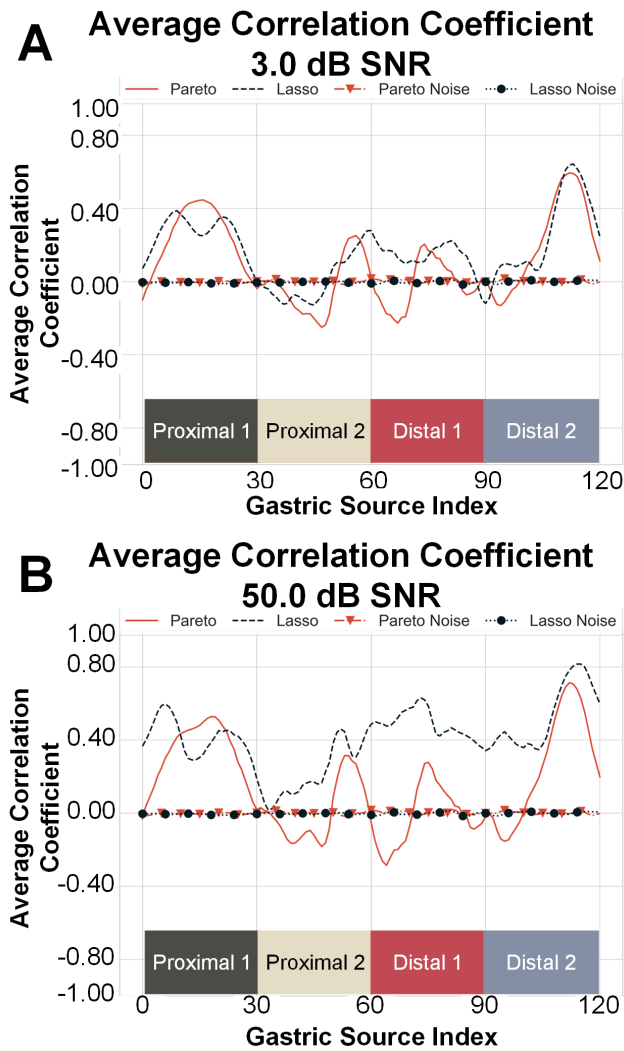 A
Average Correlation Coefficient
3.0 dB SNR
Pareto Lasso Pareto Noise Lasso Noise
1.00
0.80
0.40
0.00
-0.40
-0.80
-1.00
Average Correlation
Coefficient
Proximal 1 Proximal 2 Distal 1 Distal 2
0 30 60 90 120
Gastric Source Index
B
Average Correlation Coefficient
50.0 dB SNR
Pareto Lasso Pareto Noise Lasso Noise
1.00
0.80
0.40
0.00
-0.40
-0.80
-1.00
Average Correlation
Coefficient
Proximal 1 Proximal 2 Distal 1 Distal 2
0 30 60 90 120
Gastric Source Index